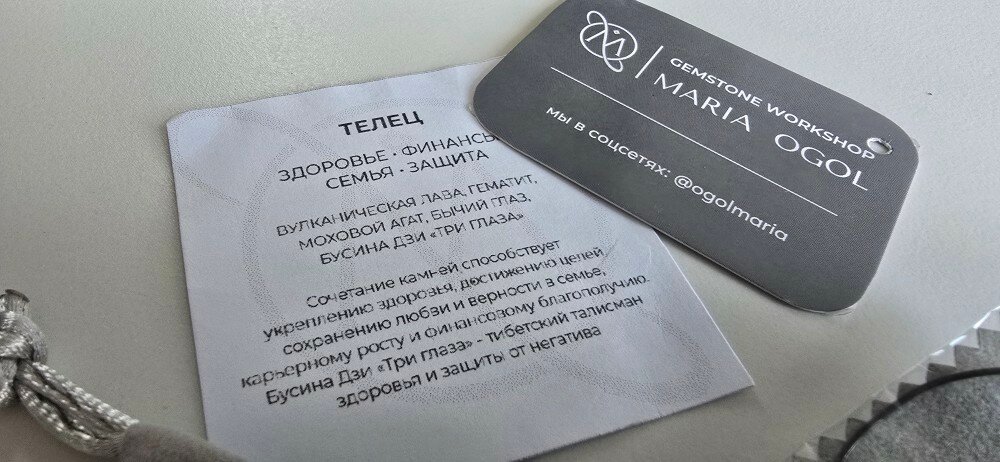 ТЕЛЕЦ
ЗДОРОВЬЕ · ФИНАНСЫ
СЕМЬЯ · ЗАЩИТА
ВУЛКАНИЧЕСКАЯ ЛАВА, ГЕМАТИТ,
МОХОВОЙ АГАТ, БЫЧИЙ ГЛАЗ,
БУСИНА ДЗИ «ТРИ ГЛАЗА»
Сочетание камней способствует
укреплению здоровья, достижению целей,
сохранению любви и верности в семье,
карьерному росту и финансовому благополучию.
Бусина Дзи «Три глаза» - тибетский талисман
здоровья и защиты от негатива
M
GEMSTONE WORKSHOP
MARIA OGOL
мы в соцсетях: @ogolmaria